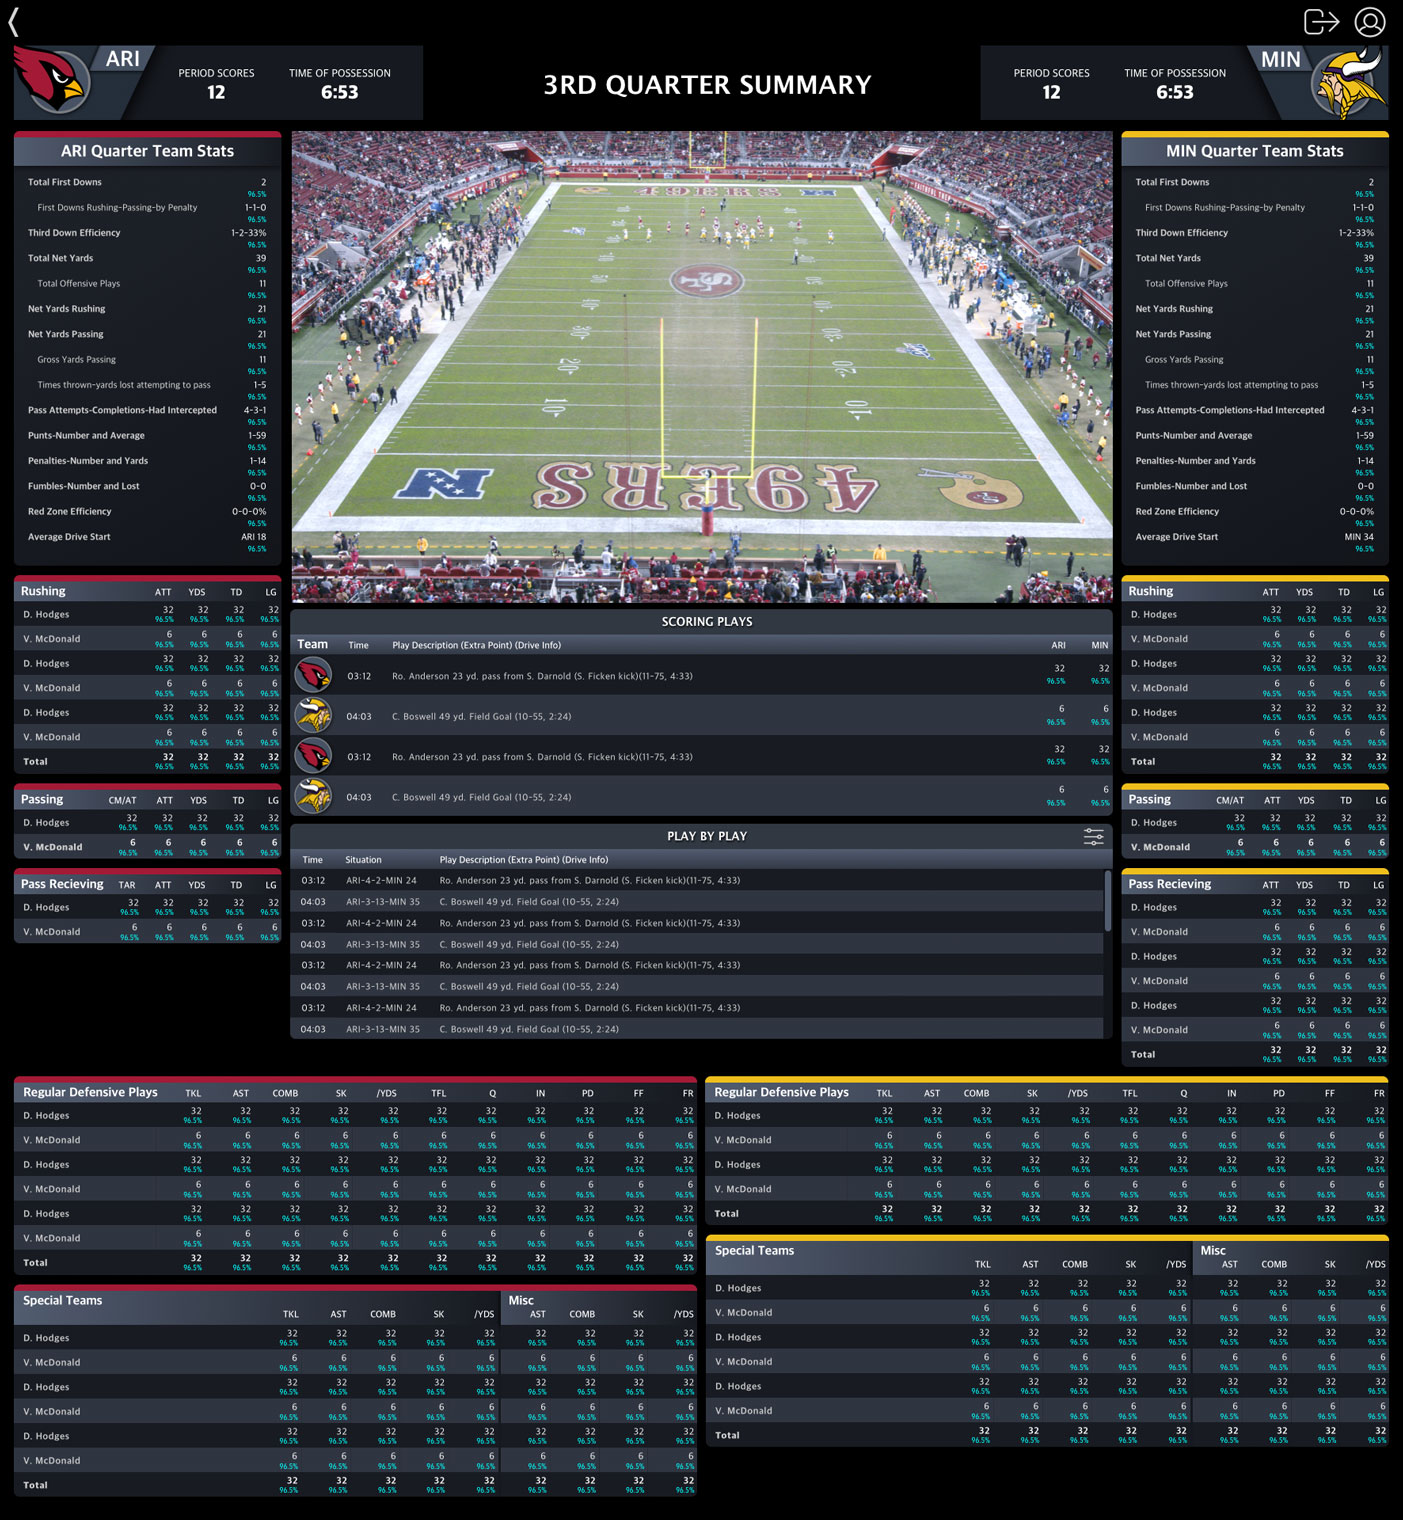 ARI
PERIOD SCORES
12
TIME OF POSSESSION
6:53
3RD QUARTER SUMMARY
PERIOD SCORES
12
TIME OF POSSESSION
6:53
MIN
ARI Quarter Team Stats
Total First Downs 2
96.5%
First Downs Rushing-Passing-by Penalty 1-1-0
96.5%
Third Down Efficiency 1-2-33%
96.5%
Total Net Yards 39
96.5%
Total Offensive Plays 11
96.5%
Net Yards Rushing 21
96.5%
Net Yards Passing 21
96.5%
Gross Yards Passing 11
96.5%
Times thrown-yards lost attempting to pass 1-5
96.5%
Pass Attempts-Completions-Had Intercepted 4-3-1
96.5%
Punts-Number and Average 1-59
96.5%
Penalties-Number and Yards 1-14
96.5%
Fumbles-Number and Lost 0-0
96.5%
Red Zone Efficiency 0-0-0%
96.5%
Average Drive Start ARI 18
96.5%
Rushing ATT YDS TD LG
D. Hodges 32 32 32 32
96.5% 96.5% 96.5% 96.5%
V. McDonald 6 6 6 6
96.5% 96.5% 96.5% 96.5%
D. Hodges 32 32 32 32
96.5% 96.5% 96.5% 96.5%
V. McDonald 6 6 6 6
96.5% 96.5% 96.5% 96.5%
D. Hodges 32 32 32 32
96.5% 96.5% 96.5% 96.5%
V. McDonald 6 6 6 6
96.5% 96.5% 96.5% 96.5%
Total 32 32 32 32
96.5% 96.5% 96.5% 96.5%
Passing CM/AT ATT YDS TD LG
D. Hodges 32 32 32 32 32
96.5% 96.5% 96.5% 96.5% 96.5%
V. McDonald 6 6 6 6 6
96.5% 96.5% 96.5% 96.5% 96.5%
Pass Recieving TAR ATT YDS TD LG
D. Hodges 32 32 32 32 32
96.5% 96.5% 96.5% 96.5% 96.5%
V. McDonald 6 6 6 6 6
96.5% 96.5% 96.5% 96.5% 96.5%
49ERS
49ERS
SCORING PLAYS
Team Time Play Description (Extra Point) (Drive Info) ARI MIN
03:12 Ro. Anderson 23 yd. pass from S. Darnold (S. Ficken kick)(11-75, 4:33) 32 32
96.5% 96.5%
04:03 C. Boswell 49 yd. Field Goal (10-55, 2:24) 6 6
96.5% 96.5%
03:12 Ro. Anderson 23 yd. pass from S. Darnold (S. Ficken kick)(11-75, 4:33) 32 32
96.5% 96.5%
04:03 C. Boswell 49 yd. Field Goal (10-55, 2:24) 6 6
96.5% 96.5%
PLAY BY PLAY
Time Situation Play Description (Extra Point) (Drive Info)
03:12 ARI-4-2-MIN 24 Ro. Anderson 23 yd. pass from S. Darnold (S. Ficken kick)(11-75, 4:33)
04:03 ARI-3-13-MIN 35 C. Boswell 49 yd. Field Goal (10-55, 2:24)
03:12 ARI-4-2-MIN 24 Ro. Anderson 23 yd. pass from S. Darnold (S. Ficken kick)(11-75, 4:33)
04:03 ARI-3-13-MIN 35 C. Boswell 49 yd. Field Goal (10-55, 2:24)
03:12 ARI-4-2-MIN 24 Ro. Anderson 23 yd. pass from S. Darnold (S. Ficken kick)(11-75, 4:33)
04:03 ARI-3-13-MIN 35 C. Boswell 49 yd. Field Goal (10-55, 2:24)
03:12 ARI-4-2-MIN 24 Ro. Anderson 23 yd. pass from S. Darnold (S. Ficken kick)(11-75, 4:33)
04:03 ARI-3-13-MIN 35 C. Boswell 49 yd. Field Goal (10-55, 2:24)
MIN Quarter Team Stats
Total First Downs 2
96.5%
First Downs Rushing-Passing-by Penalty 1-1-0
96.5%
Third Down Efficiency 1-2-33%
96.5%
Total Net Yards 39
96.5%
Total Offensive Plays 11
96.5%
Net Yards Rushing 21
96.5%
Net Yards Passing 21
96.5%
Gross Yards Passing 11
96.5%
Times thrown-yards lost attempting to pass 1-5
96.5%
Pass Attempts-Completions-Had Intercepted 4-3-1
96.5%
Punts-Number and Average 1-59
96.5%
Penalties-Number and Yards 1-14
96.5%
Fumbles-Number and Lost 0-0
96.5%
Red Zone Efficiency 0-0-0%
96.5%
Average Drive Start MIN 34
96.5%
Rushing ATT YDS TD LG
D. Hodges 32 32 32 32
96.5% 96.5% 96.5% 96.5%
V. McDonald 6 6 6 6
96.5% 96.5% 96.5% 96.5%
D. Hodges 32 32 32 32
96.5% 96.5% 96.5% 96.5%
V. McDonald 6 6 6 6
96.5% 96.5% 96.5% 96.5%
D. Hodges 32 32 32 32
96.5% 96.5% 96.5% 96.5%
V. McDonald 6 6 6 6
96.5% 96.5% 96.5% 96.5%
Total 32 32 32 32
96.5% 96.5% 96.5% 96.5%
Passing CM/AT ATT YDS TD LG
D. Hodges 32 32 32 32 32
96.5% 96.5% 96.5% 96.5% 96.5%
V. McDonald 6 6 6 6 6
96.5% 96.5% 96.5% 96.5% 96.5%
Pass Recieving ATT YDS TD LG
D. Hodges 32 32 32 32
96.5% 96.5% 96.5% 96.5%
V. McDonald 6 6 6 6
96.5% 96.5% 96.5% 96.5%
D. Hodges 32 32 32 32
96.5% 96.5% 96.5% 96.5%
V. McDonald 6 6 6 6
96.5% 96.5% 96.5% 96.5%
D. Hodges 32 32 32 32
96.5% 96.5% 96.5% 96.5%
V. McDonald 6 6 6 6
96.5% 96.5% 96.5% 96.5%
Total 32 32 32 32
96.5% 96.5% 96.5% 96.5%
Regular Defensive Plays TKL AST COMB SK /YDS TFL Q IN PD FF FR
D. Hodges 32 32 32 32 32 32 32 32 32 32 32
96.5% 96.5% 96.5% 96.5% 96.5% 96.5% 96.5% 96.5% 96.5% 96.5% 96.5%
V. McDonald 6 6 6 6 6 6 6 6 6 6 6
96.5% 96.5% 96.5% 96.5% 96.5% 96.5% 96.5% 96.5% 96.5% 96.5% 96.5%
D. Hodges 32 32 32 32 32 32 32 32 32 32 32
96.5% 96.5% 96.5% 96.5% 96.5% 96.5% 96.5% 96.5% 96.5% 96.5% 96.5%
V. McDonald 6 6 6 6 6 6 6 6 6 6 6
96.5% 96.5% 96.5% 96.5% 96.5% 96.5% 96.5% 96.5% 96.5% 96.5% 96.5%
D. Hodges 32 32 32 32 32 32 32 32 32 32 32
96.5% 96.5% 96.5% 96.5% 96.5% 96.5% 96.5% 96.5% 96.5% 96.5% 96.5%
V. McDonald 6 6 6 6 6 6 6 6 6 6 6
96.5% 96.5% 96.5% 96.5% 96.5% 96.5% 96.5% 96.5% 96.5% 96.5% 96.5%
Total 32 32 32 32 32 32 32 32 32 32 32
96.5% 96.5% 96.5% 96.5% 96.5% 96.5% 96.5% 96.5% 96.5% 96.5% 96.5%
Special Teams Misc
TKL AST COMB SK /YDS AST COMB SK /YDS
D. Hodges 32 32 32 32 32 32 32 32 32
96.5% 96.5% 96.5% 96.5% 96.5% 96.5% 96.5% 96.5% 96.5%
V. McDonald 6 6 6 6 6 6 6 6 6
96.5% 96.5% 96.5% 96.5% 96.5% 96.5% 96.5% 96.5% 96.5%
D. Hodges 32 32 32 32 32 32 32 32 32
96.5% 96.5% 96.5% 96.5% 96.5% 96.5% 96.5% 96.5% 96.5%
V. McDonald 6 6 6 6 6 6 6 6 6
96.5% 96.5% 96.5% 96.5% 96.5% 96.5% 96.5% 96.5% 96.5%
D. Hodges 32 32 32 32 32 32 32 32 32
96.5% 96.5% 96.5% 96.5% 96.5% 96.5% 96.5% 96.5% 96.5%
V. McDonald 6 6 6 6 6 6 6 6 6
96.5% 96.5% 96.5% 96.5% 96.5% 96.5% 96.5% 96.5% 96.5%
Total 32 32 32 32 32 32 32 32 32
96.5% 96.5% 96.5% 96.5% 96.5% 96.5% 96.5% 96.5% 96.5%
Regular Defensive Plays TKL AST COMB SK /YDS TFL Q IN PD FF FR
D. Hodges 32 32 32 32 32 32 32 32 32 32 32
96.5% 96.5% 96.5% 96.5% 96.5% 96.5% 96.5% 96.5% 96.5% 96.5% 96.5%
V. McDonald 6 6 6 6 6 6 6 6 6 6 6
96.5% 96.5% 96.5% 96.5% 96.5% 96.5% 96.5% 96.5% 96.5% 96.5% 96.5%
D. Hodges 32 32 32 32 32 32 32 32 32 32 32
96.5% 96.5% 96.5% 96.5% 96.5% 96.5% 96.5% 96.5% 96.5% 96.5% 96.5%
V. McDonald 6 6 6 6 6 6 6 6 6 6 6
96.5% 96.5% 96.5% 96.5% 96.5% 96.5% 96.5% 96.5% 96.5% 96.5% 96.5%
Total 32 32 32 32 32 32 32 32 32 32 32
96.5% 96.5% 96.5% 96.5% 96.5% 96.5% 96.5% 96.5% 96.5% 96.5% 96.5%
Special Teams Misc
TKL AST COMB SK /YDS AST COMB SK /YDS
D. Hodges 32 32 32 32 32 32 32 32 32
96.5% 96.5% 96.5% 96.5% 96.5% 96.5% 96.5% 96.5% 96.5%
V. McDonald 6 6 6 6 6 6 6 6 6
96.5% 96.5% 96.5% 96.5% 96.5% 96.5% 96.5% 96.5% 96.5%
D. Hodges 32 32 32 32 32 32 32 32 32
96.5% 96.5% 96.5% 96.5% 96.5% 96.5% 96.5% 96.5% 96.5%
V. McDonald 6 6 6 6 6 6 6 6 6
96.5% 96.5% 96.5% 96.5% 96.5% 96.5% 96.5% 96.5% 96.5%
D. Hodges 32 32 32 32 32 32 32 32 32
96.5% 96.5% 96.5% 96.5% 96.5% 96.5% 96.5% 96.5% 96.5%
V. McDonald 6 6 6 6 6 6 6 6 6
96.5% 96.5% 96.5% 96.5% 96.5% 96.5% 96.5% 96.5% 96.5%
Total 32 32 32 32 32 32 32 32 32
96.5% 96.5% 96.5% 96.5% 96.5% 96.5% 96.5% 96.5% 96.5%